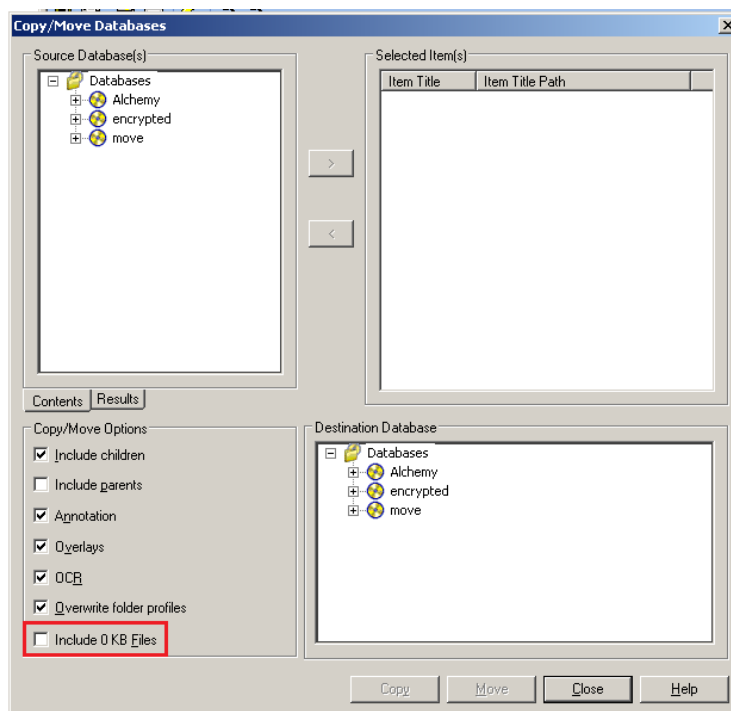 Copy/Move Databases
Source Database(s)
Databases
Alchemy
encrypted
move
Contents
Results
>
<
Selected Item(s)
Item Title
Item Title Path
Copy/Move Options
Include children
Include parents
Annotation
Overlays
OCR
Overwrite folder profiles
Include 0 KB Files
Destination Database
Databases
Alchemy
encrypted
move
Copy
Move
Close
Help